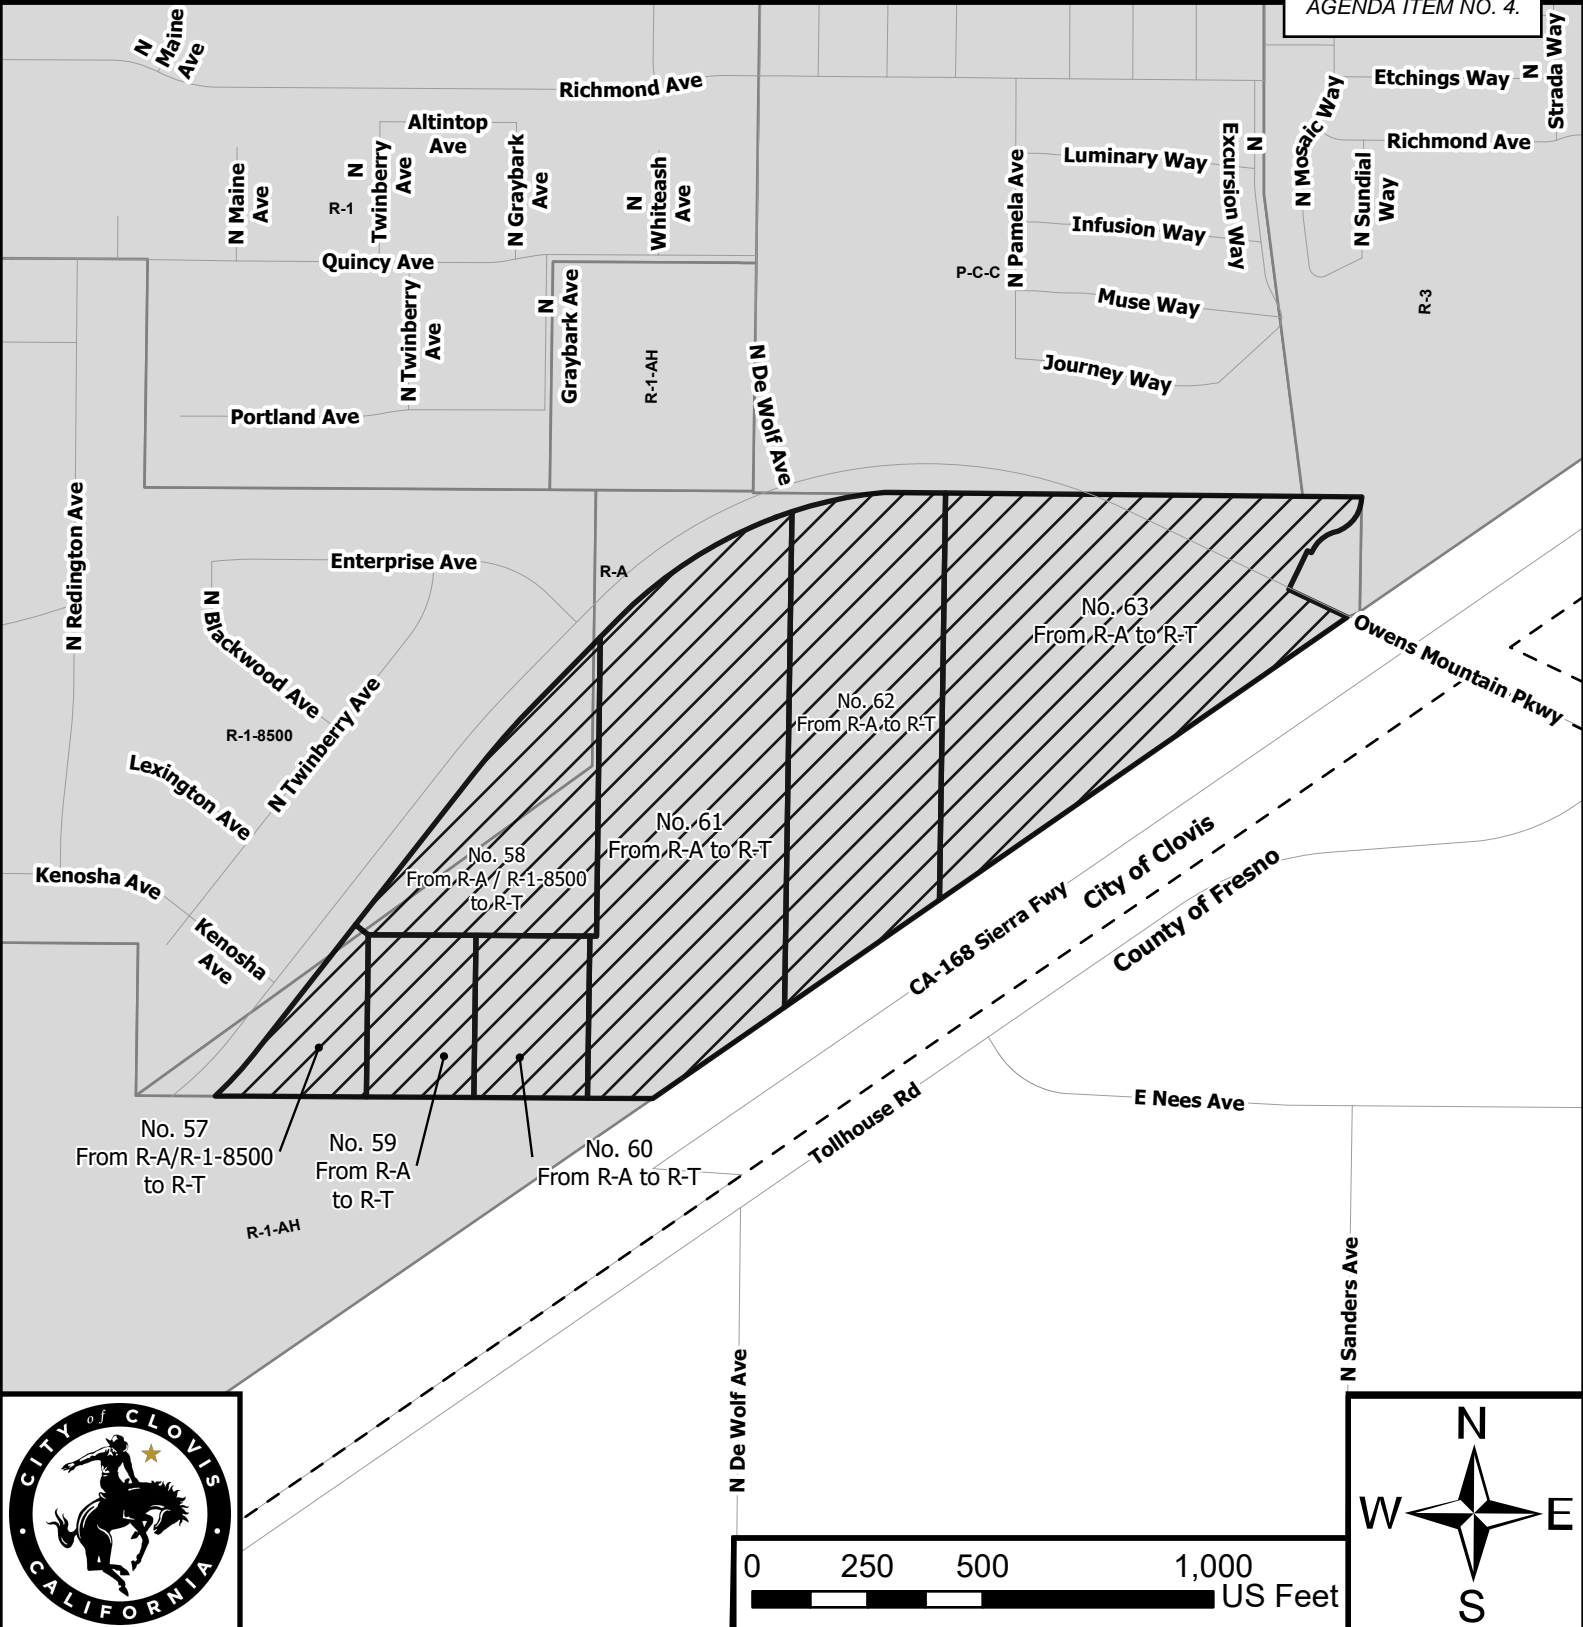 AGENDA ITEM NO. 4.
N
Maine
Ave
Richmond Ave
Etchings Way
N
Strada Way
Altintop
Ave
N Mosaic Way
Richmond Ave
N Maine
Ave
R-1
N
Twinberry
Ave
N Graybark
Ave
N
Whiteash
Ave
N Pamela Ave
Luminary Way
N
Excursion Way
N Sundial
Way
Infusion Way
Quincy Ave
P-C-C
Muse Way
R-3
N Twinberry
Ave
N
Graybark Ave
R-1-AH
N De Wolf Ave
Journey Way
Portland Ave
N Redington Ave
Enterprise Ave
R-A
N Blackwood Ave
No. 63
From R-A to R-T
Owens Mountain Pkwy
N Twinberry Ave
R-1-8500
No. 62
From R-A to R-T
Lexington Ave
No. 61
From R-A to R-T
No. 58
From R-A / R-1-8500
to R-T
Kenosha Ave
Kenosha
Ave
CA-168 Sierra Fwy
City of Clovis
County of Fresno
E Nees Ave
Tollhouse Rd
No. 57
From R-A/R-1-8500
to R-T
No. 59
From R-A
to R-T
No. 60
From R-A to R-T
R-1-AH
N De Wolf Ave
N Sanders Ave
CITY of CLOVIS
CALIFORNIA
0 250 500 1,000
US Feet
N
W E
S